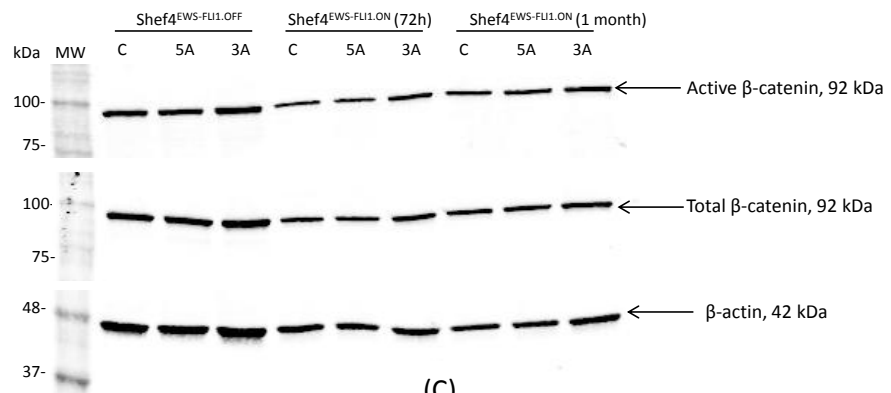 Shef4EWS-FLI1.OFF Shef4EWS-FLI1.ON (72h) Shef4EWS-FLI1.ON (1 month)
kDa MW C 5A 3A C 5A 3A C 5A 3A
100- Active β-catenin, 92 kDa
75-
100- Total β-catenin, 92 kDa
75-
48- β-actin, 42 kDa
37-
(C)